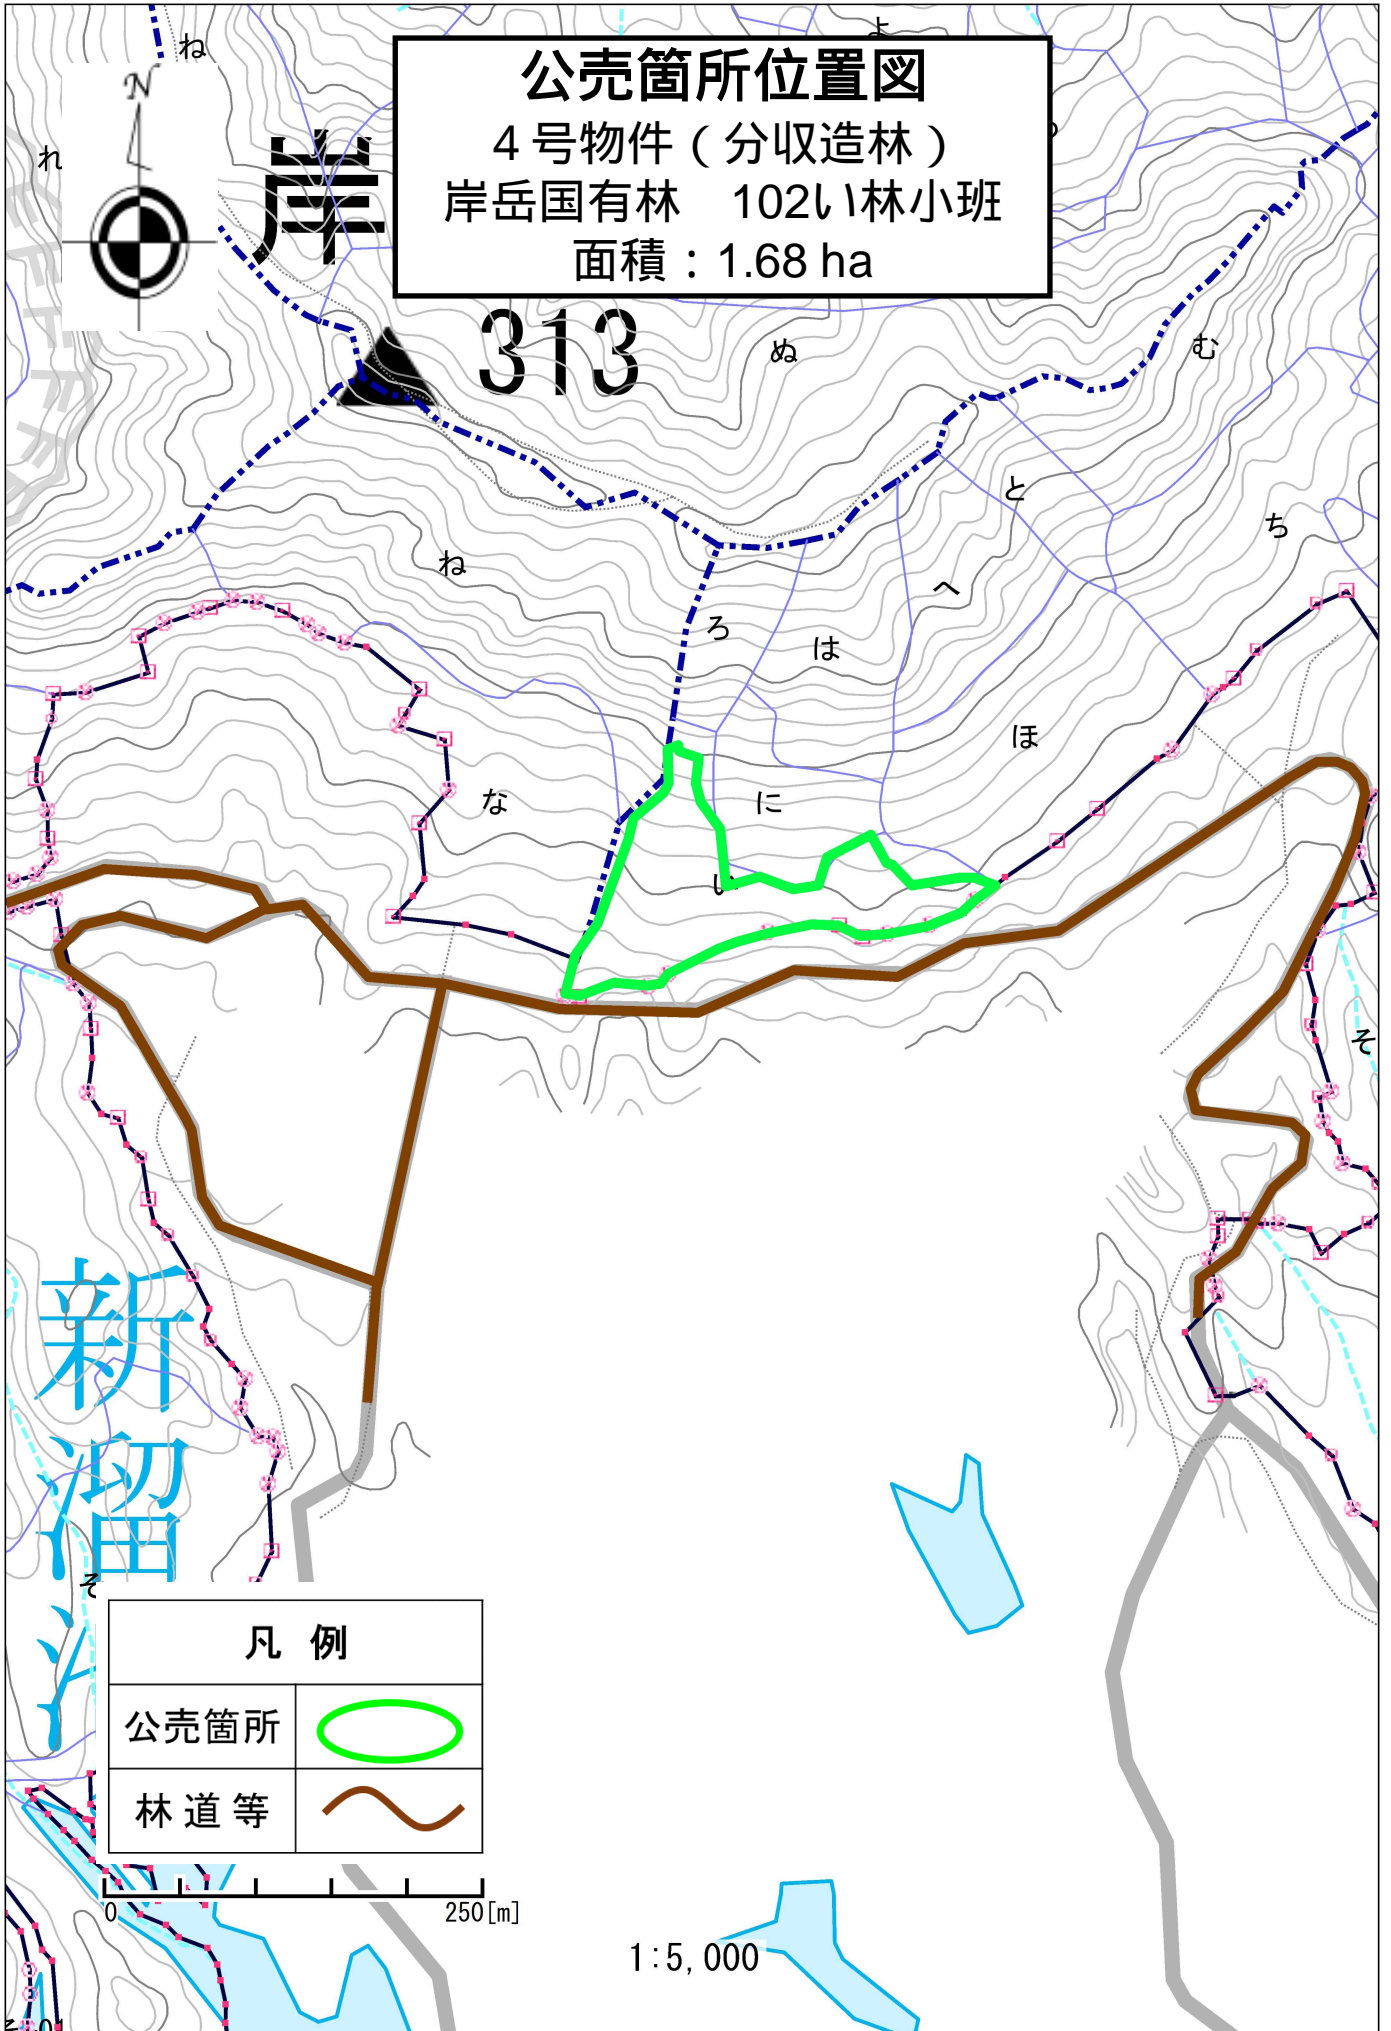 公売箇所位置図
４号物件（分収造林）
岸岳国有林　102い林小班
面積：1.68 ha
N
ね
れ
よ
岸
313
ぬ
む
と
ち
ね
へ
ろ
は
ほ
な
に
い
そ
新
溜
そ
凡 例
公売箇所
林 道 等
0
250[m]
1:5,000